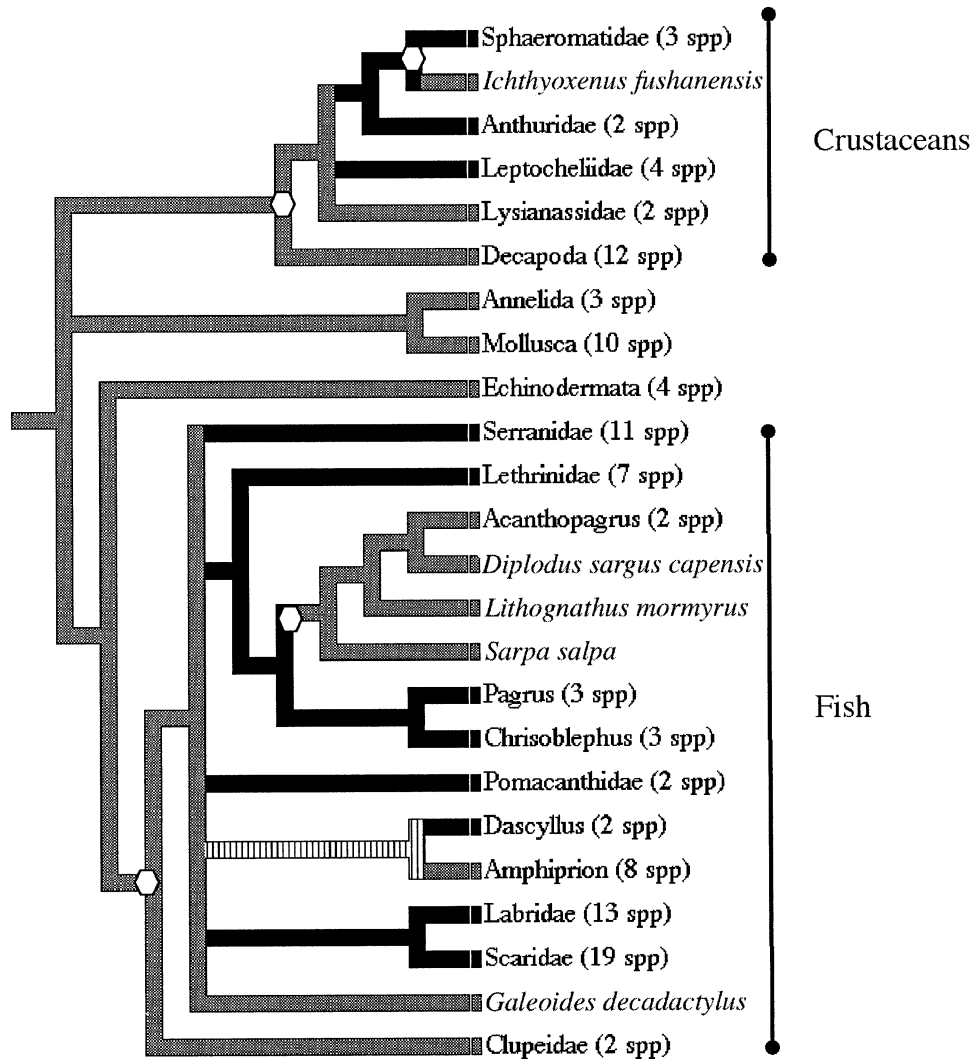 Sphaeromatidae (3 spp)
Ichthyoxenus fushanensis
Anthuridae (2 spp)
Crustaceans
Leptocheliidae (4 spp)
Lysianassidae (2 spp)
Decapoda (12 spp)
Annelida (3 spp)
Mollusca (10 spp)
Echinodermata (4 spp)
Serranidae (11 spp)
Lethrinidae (7 spp)
Acanthopagrus (2 spp)
Diplodus sargus capensis
Lithognathus mormyrus
Sarpa salpa
Pagrus (3 spp)
Fish
Chrisoblephus (3 spp)
Pomacanthidae (2 spp)
Dascyllus (2 spp)
Amphiprion (8 spp)
Labridae (13 spp)
Scaridae (19 spp)
Galeoides decadactylus
Clupeidae (2 spp)